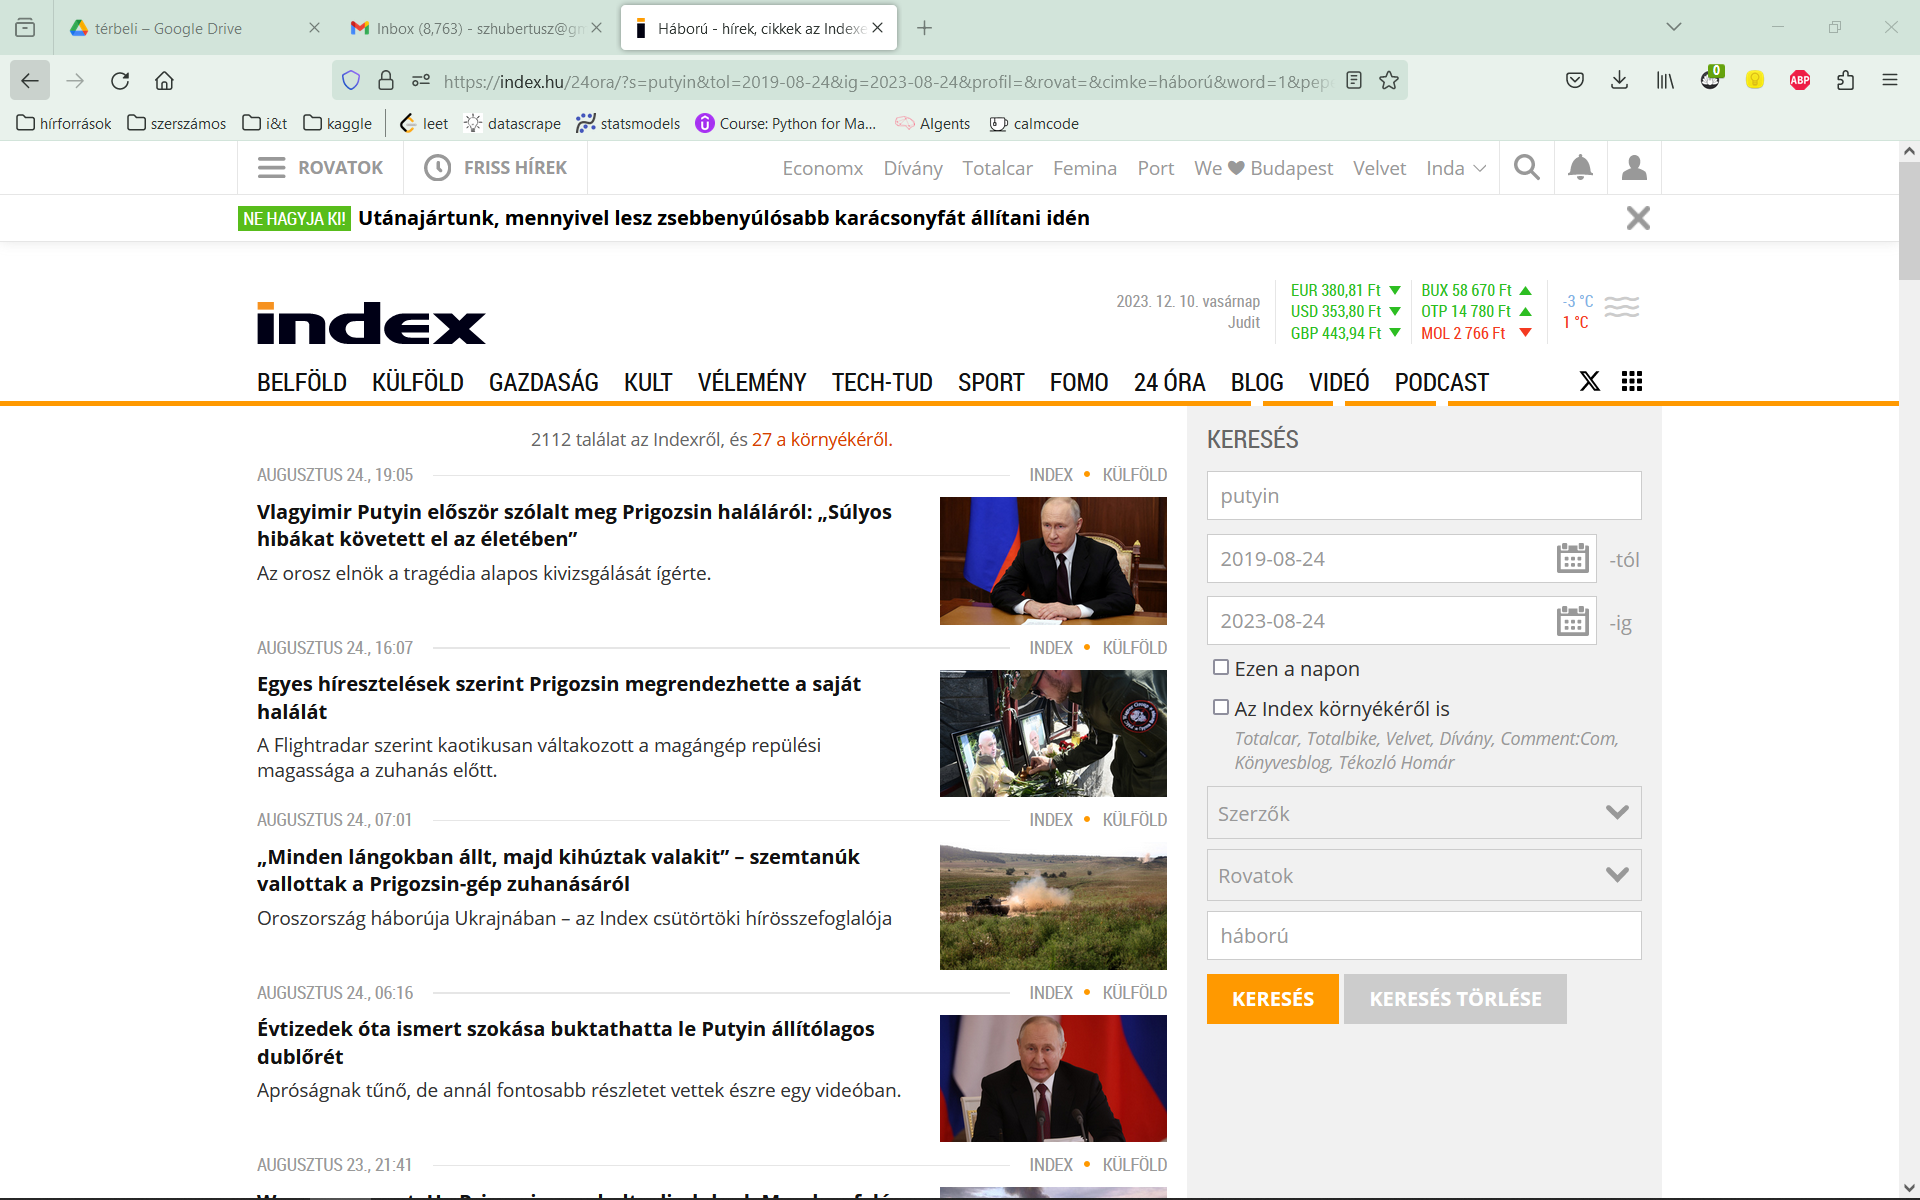 térbeli – Google Drive
Inbox (8,763) - szhubertusz@gm
Háború - hírek, cikkek az Indexe
https://index.hu/24ora/?s=putyin&tol=2019-08-24&ig=2023-08-24&profil=&rovat=&cimke=háború&word=1&pep
0
ABP
hírforrások
szerszámos
i&t
kaggle
leet
datascrape
statsmodels
Course: Python for Ma...
AIgents
calmcode
ROVATOK
FRISS HÍREK
Economx
Dívány
Totalcar
Femina
Port
We ♥ Budapest
Velvet
Inda
NE HAGYJA KI! Utánajártunk, mennyivel lesz zsebbenyúlósabb karácsonyfát állítani idén
index
2023. 12. 10. vasárnap
Judit
EUR 380,81 Ft ▼
USD 353,80 Ft ▼
GBP 443,94 Ft ▼
BUX 58 670 Ft ▲
OTP 14 780 Ft ▲
MOL 2 766 Ft ▼
-3 °C
1 °C
BELFÖLD KÜLFÖLD GAZDASÁG KULT VÉLEMÉNY TECH-TUD SPORT FOMO 24 ÓRA BLOG VIDEÓ PODCAST
2112 találat az Indexről, és 27 a környékéről.
AUGUSZTUS 24., 19:05
INDEX • KÜLFÖLD
Vlagyimir Putyin először szólalt meg Prigozsin haláláról: „Súlyos
hibákat követett el az életében”
Az orosz elnök a tragédia alapos kivizsgálását ígérte.
AUGUSZTUS 24., 16:07
INDEX • KÜLFÖLD
Egyes híresztelések szerint Prigozsin megrendezhette a saját
halálát
A Flightradar szerint kaotikusan váltakozott a magángép repülési
magassága a zuhanás előtt.
AUGUSZTUS 24., 07:01
INDEX • KÜLFÖLD
„Minden lángokban állt, majd kihúztak valakit” – szemtanúk
vallottak a Prigozsin-gép zuhanásáról
Oroszország háborúja Ukrajnában – az Index csütörtöki hírösszefoglalója
AUGUSZTUS 24., 06:16
INDEX • KÜLFÖLD
Évtizedek óta ismert szokása buktathatta le Putyin állítólagos
dublőrét
Apróságnak tűnő, de annál fontosabb részletet vettek észre egy videóban.
AUGUSZTUS 23., 21:41
INDEX • KÜLFÖLD
KERESÉS
putyin
2019-08-24
-tól
2023-08-24
-ig
Ezen a napon
Az Index környékéről is
Totalcar, Totalbike, Velvet, Dívány, Comment:Com,
Könyvesblog, Tékozló Homár
Szerzők
Rovatok
háború
KERESÉS
KERESÉS TÖRLÉSE